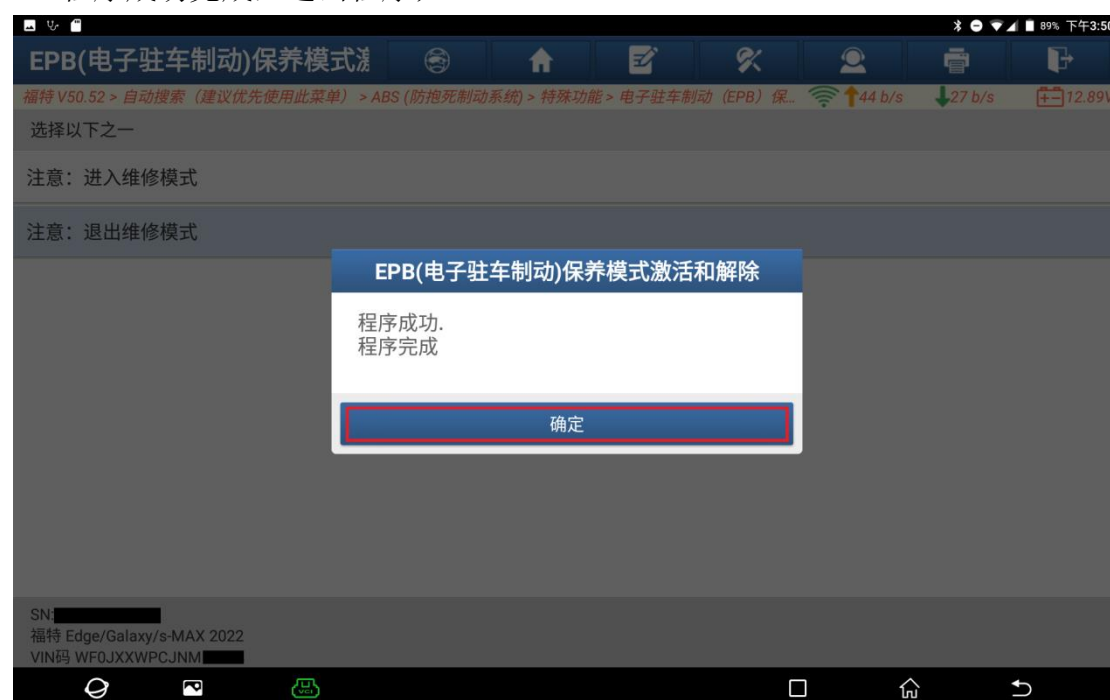 89% 下午3:50
EPB(电子驻车制动)保养模式激
福特 V50.52 > 自动搜索（建议优先使用此菜单）> ABS (防抱死制动系统) > 特殊功能 > 电子驻车制动（EPB）保... 44 b/s 27 b/s 12.89V
选择以下之一
注意：进入维修模式
注意：退出维修模式
EPB(电子驻车制动)保养模式激活和解除
程序成功.
程序完成
确定
SN:
福特 Edge/Galaxy/s-MAX 2022
VIN码 WF0JXXWPCJNM
VCI